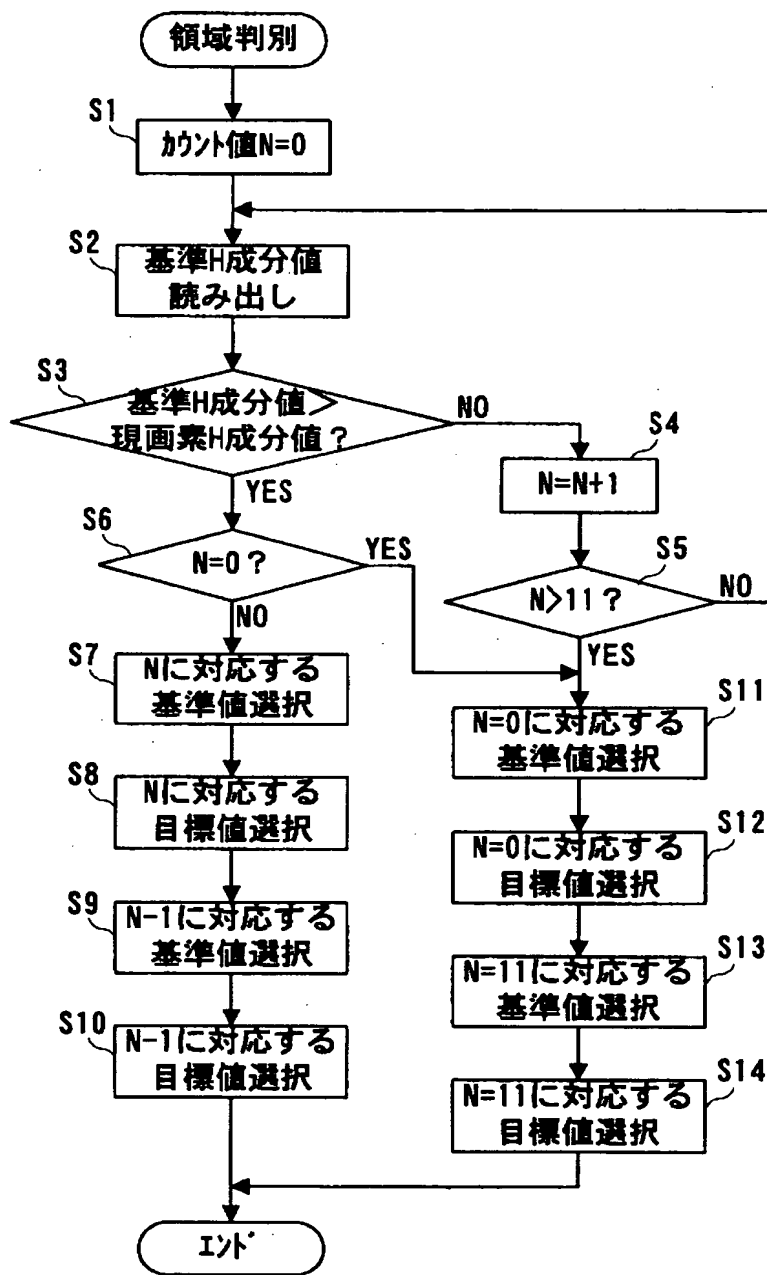 領域判別
S1
カウント値N=0
S2
基準H成分値
読み出し
S3
基準H成分値>
現画素H成分値?
NO
YES
S4
N=N+1
S5
N>11?
NO
YES
S6
N=0?
YES
NO
S7
Nに対応する
基準値選択
S8
Nに対応する
目標値選択
S9
N-1に対応する
基準値選択
S10
N-1に対応する
目標値選択
S11
N=0に対応する
基準値選択
S12
N=0に対応する
目標値選択
S13
N=11に対応する
基準値選択
S14
N=11に対応する
目標値選択
エンド